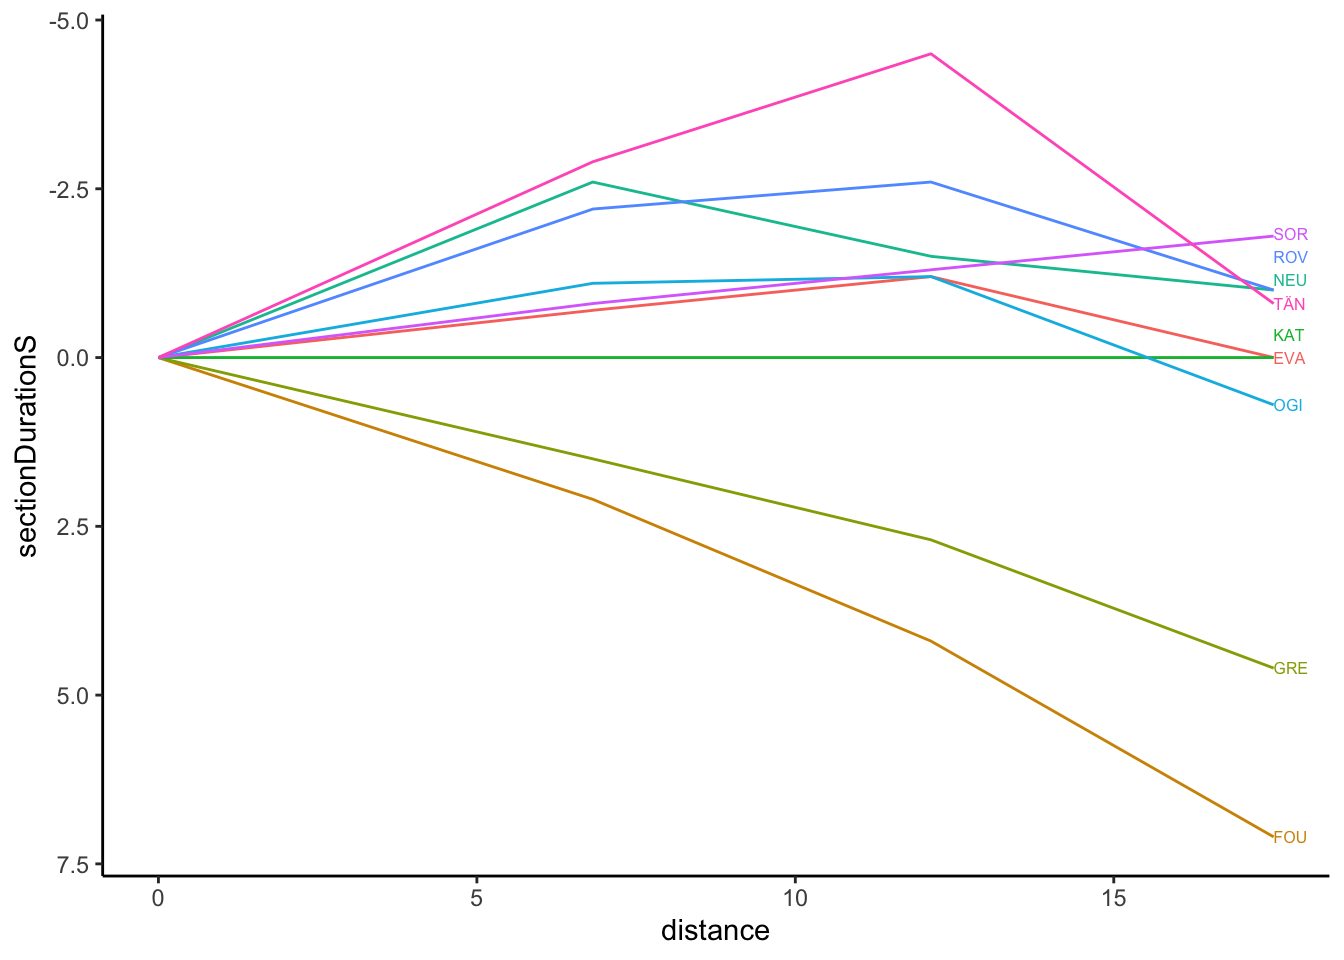 -5.0
-2.5
0.0
2.5
5.0
7.5
sectionDurationS
SOR
ROV
NEU
TÄN
KAT
EVA
OGI
GRE
FOU
0 5 10 15
distance